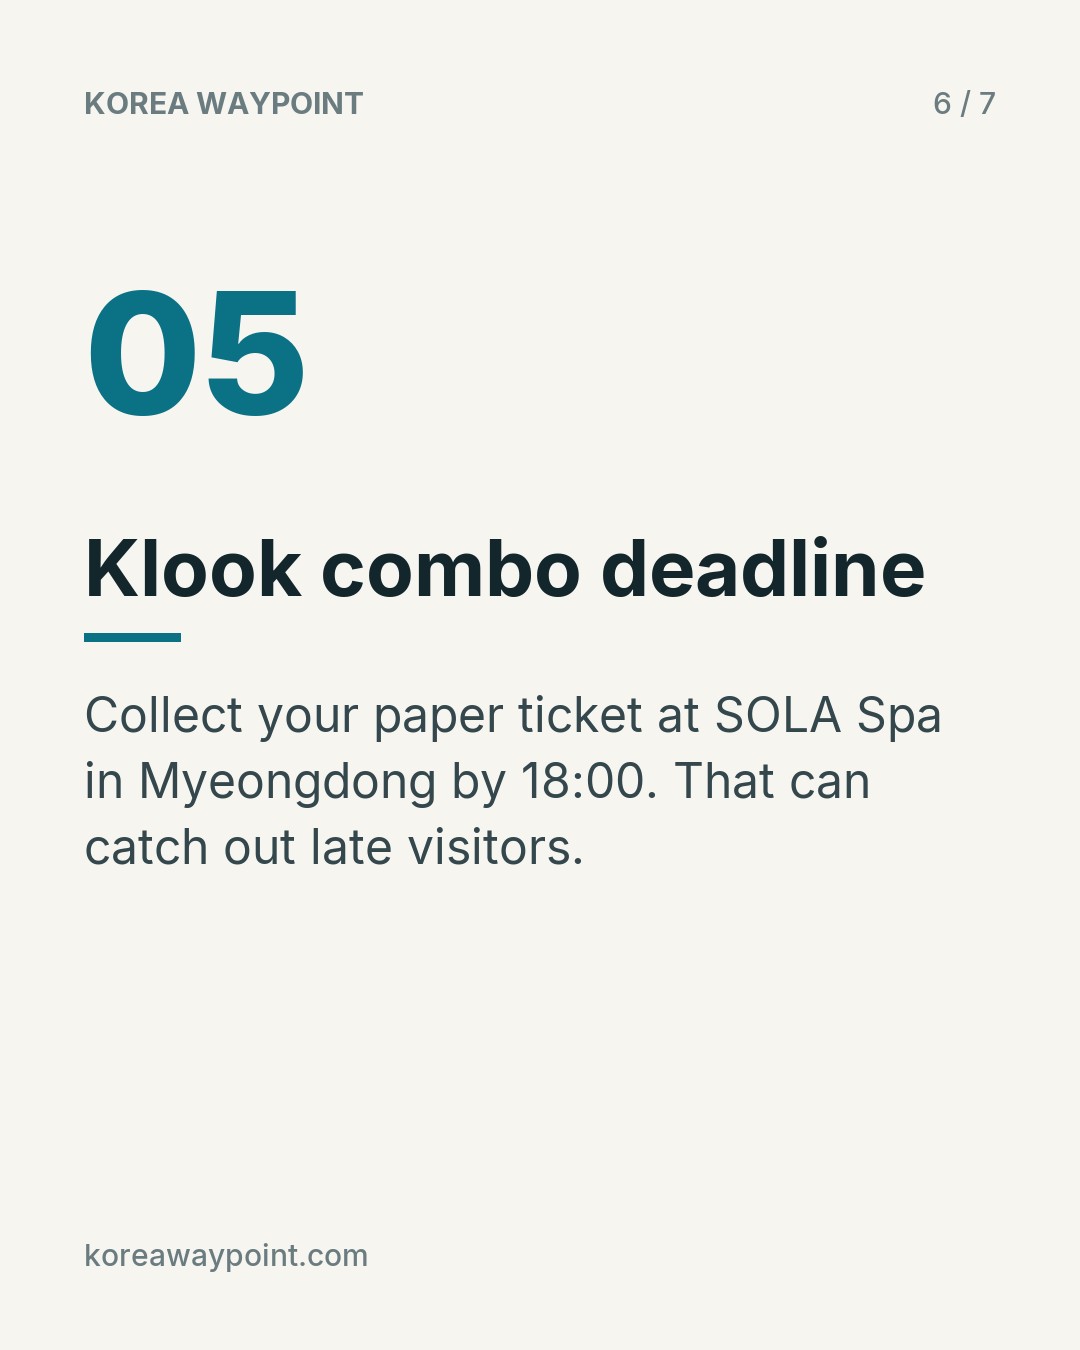 KOREA WAYPOINT
6 / 7
05
Klook combo deadline
Collect your paper ticket at SOLA Spa
in Myeongdong by 18:00. That can
catch out late visitors.
koreawaypoint.com